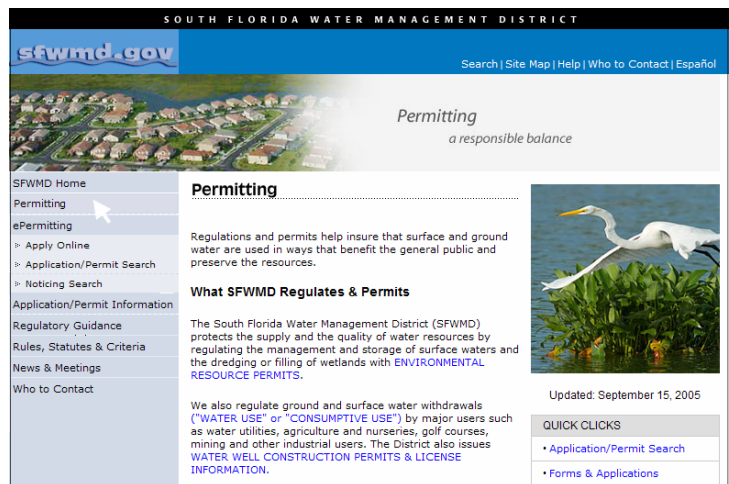 SOUTH FLORIDA WATER MANAGEMENT DISTRICT
sfwmd.gov
Search | Site Map | Help | Who to Contact | Español
Permitting
a responsible balance
SFWMD Home
Permitting
ePermitting
» Apply Online
» Application/Permit Search
» Noticing Search
Application/Permit Information
Regulatory Guidance
Rules, Statutes & Criteria
News & Meetings
Who to Contact
Permitting
Regulations and permits help insure that surface and ground
water are used in ways that benefit the general public and
preserve the resources.
What SFWMD Regulates & Permits
The South Florida Water Management District (SFWMD)
protects the supply and the quality of water resources by
regulating the management and storage of surface waters and
the dredging or filling of wetlands with ENVIRONMENTAL
RESOURCE PERMITS.
We also regulate ground and surface water withdrawals
("WATER USE" or "CONSUMPTIVE USE") by major users such
as water utilities, agriculture and nurseries, golf courses,
mining and other industrial users. The District also issues
WATER WELL CONSTRUCTION PERMITS & LICENSE
INFORMATION.
Updated: September 15, 2005
QUICK CLICKS
• Application/Permit Search
• Forms & Applications